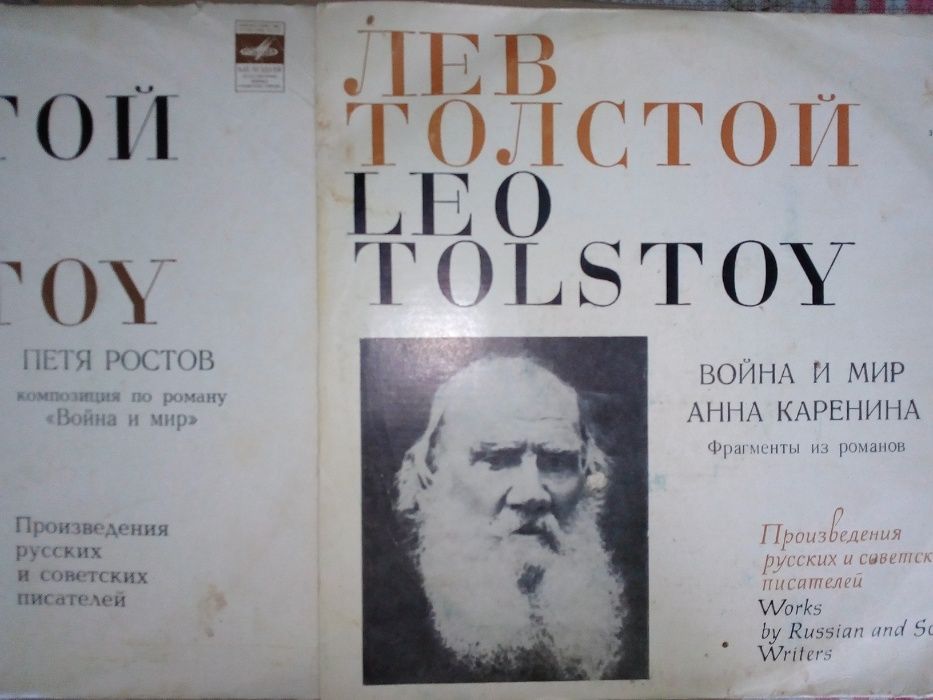 ТОЙ
TOY
ПЕТЯ РОСТОВ
композиция по роману
«Война и мир»
Произведения
русских
и советских
писателей
ЛЕВ
ТОЛСТОЙ
LEO
TOLSTOY
ВОЙНА И МИР
АННА КАРЕНИНА
Фрагменты из романов
Произведения
русских и советск
писателей
Works
by Russian and So
Writers